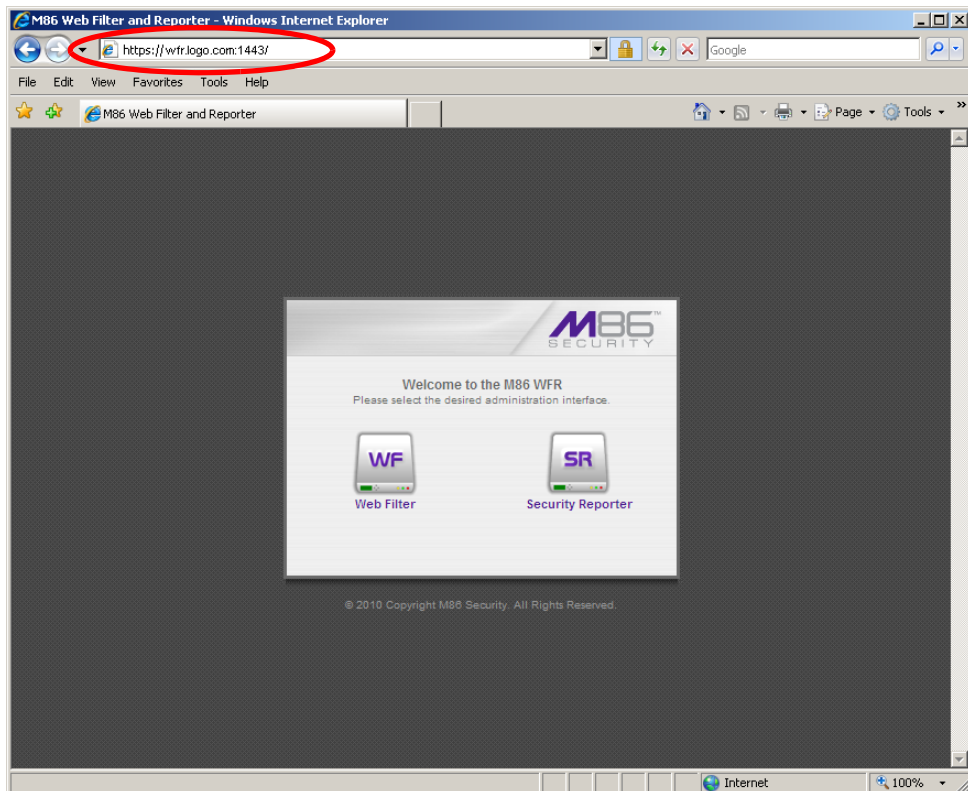 M86 Web Filter and Reporter - Windows Internet Explorer
https://wfr.logo.com:1443/
Google
File Edit View Favorites Tools Help
M86 Web Filter and Reporter
Page Tools
M86™
SECURITY
Welcome to the M86 WFR
Please select the desired administration interface.
WF SR
Web Filter Security Reporter
© 2010 Copyright M86 Security. All Rights Reserved.
Internet 100%